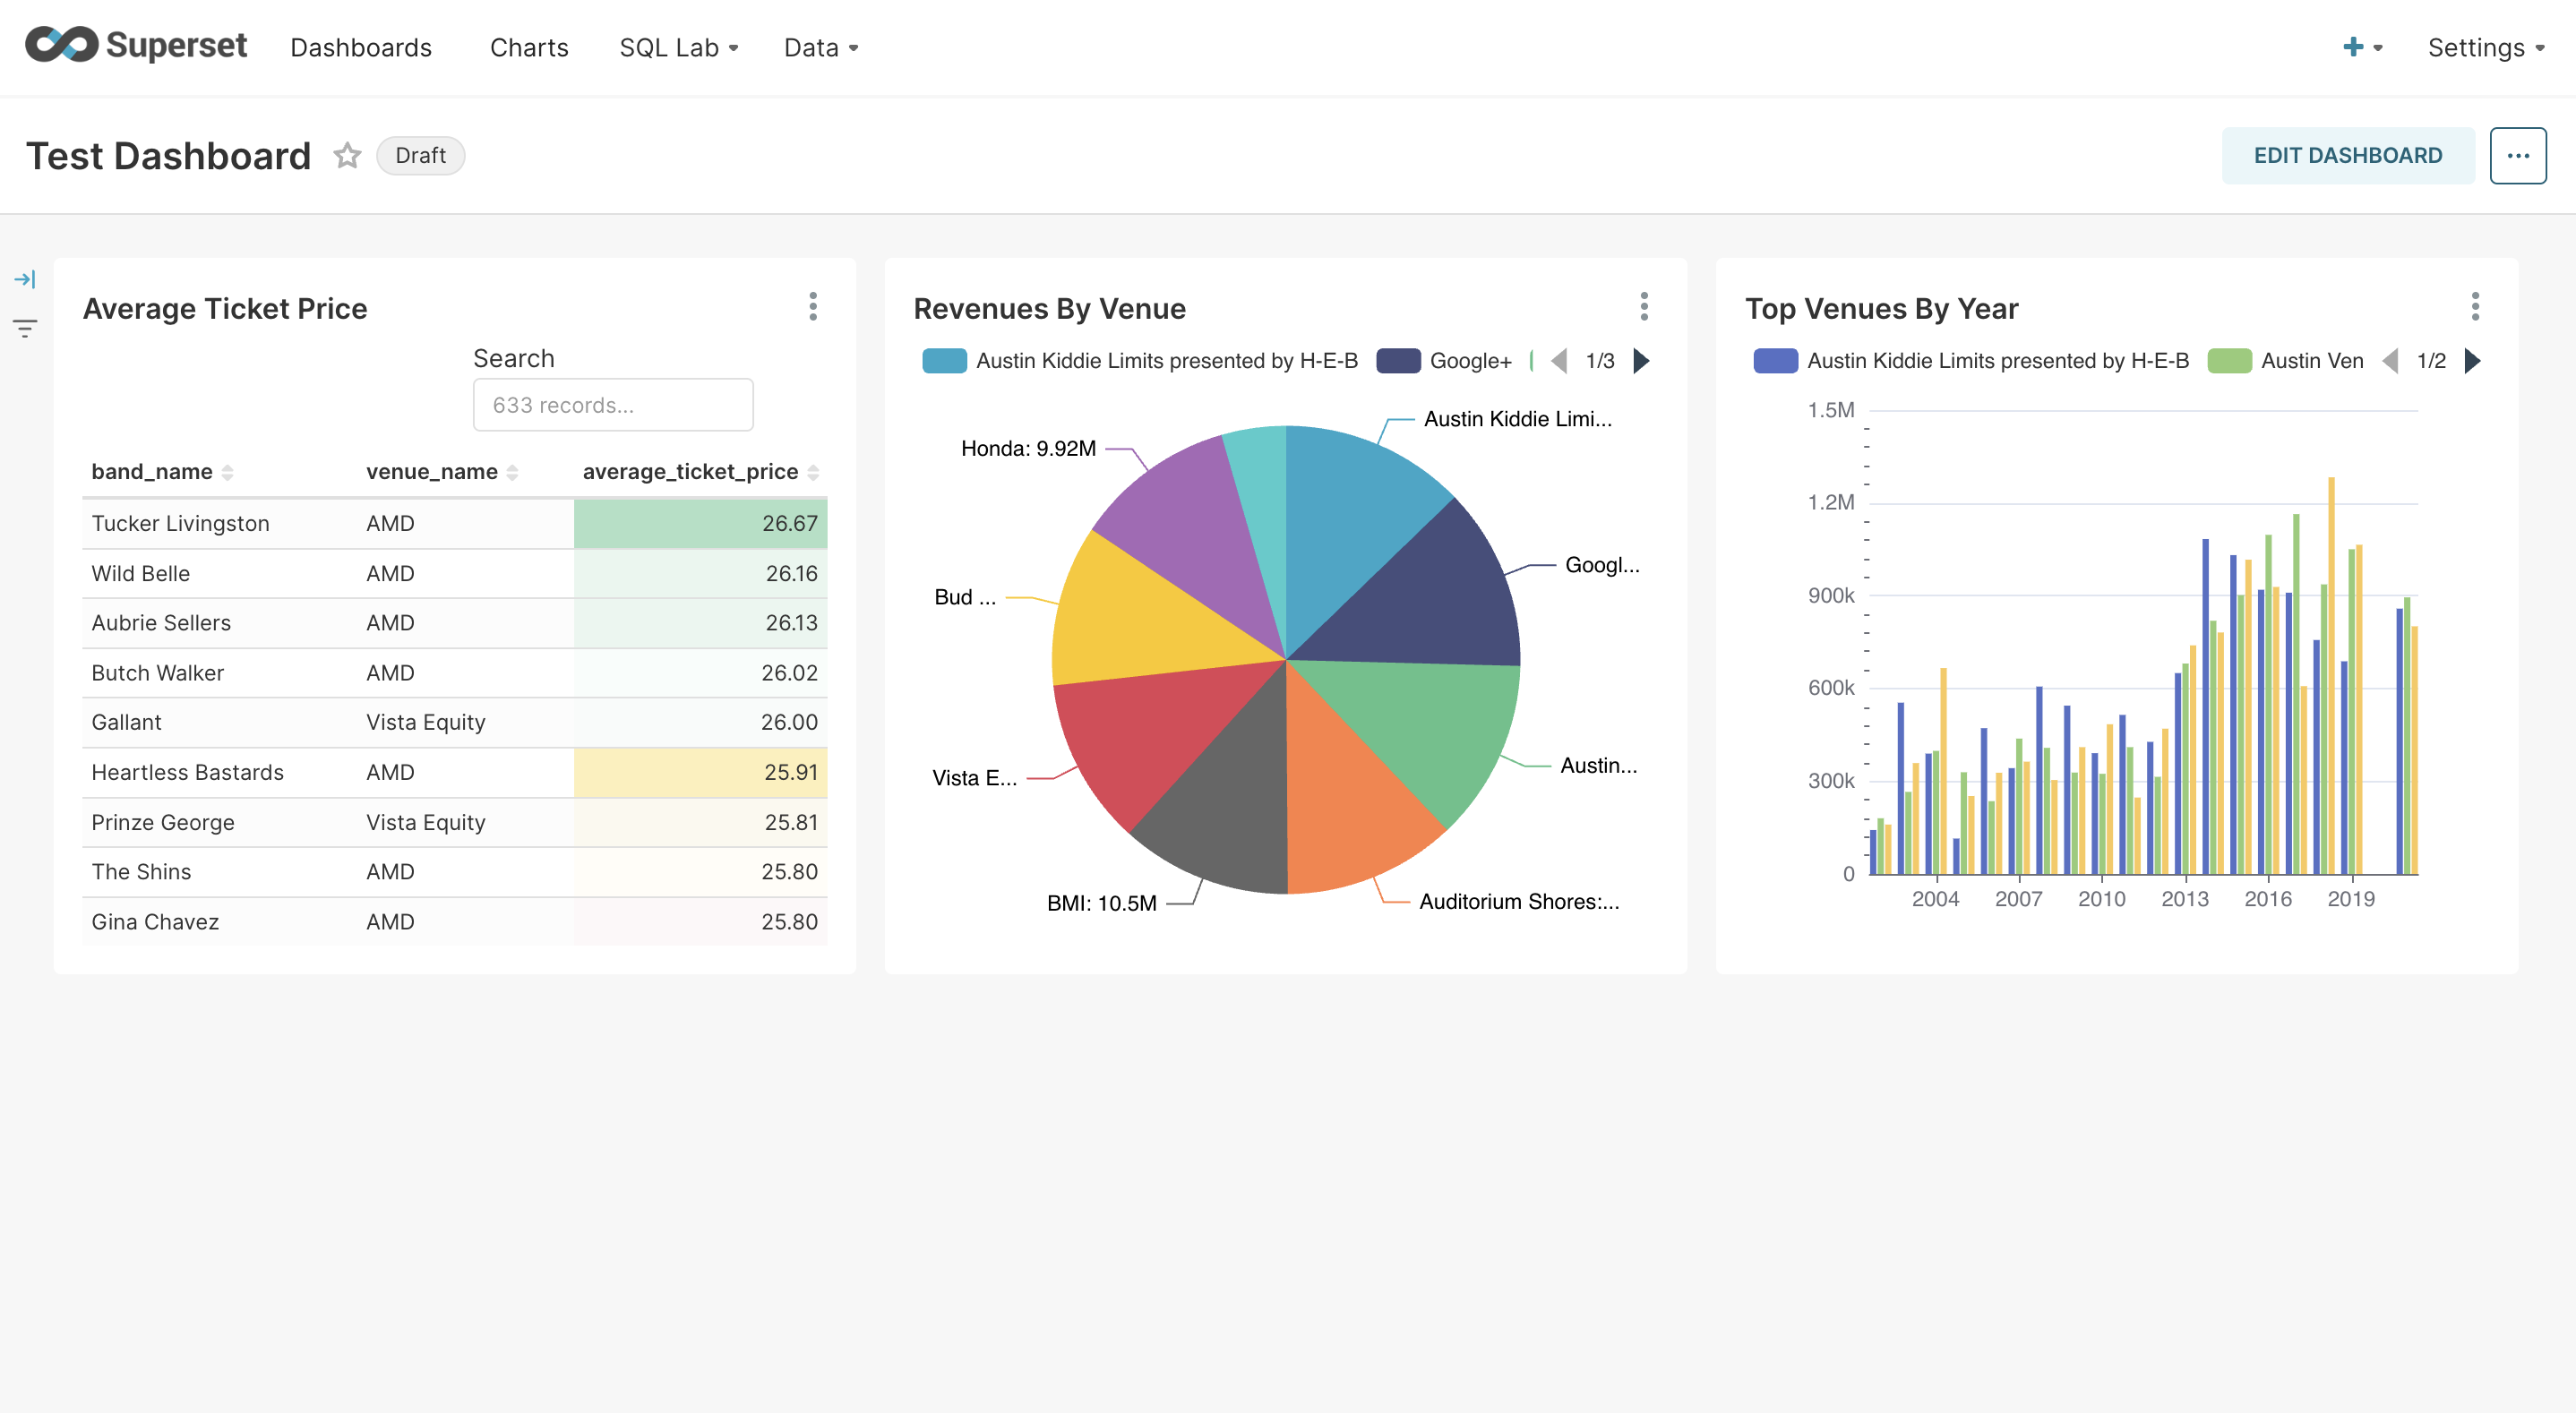 Superset Dashboards Charts SQL Lab Data Settings
Test Dashboard Draft EDIT DASHBOARD ...
Average Ticket Price
Search
633 records...
band_name venue_name average_ticket_price
Tucker Livingston AMD 26.67
Wild Belle AMD 26.16
Aubrie Sellers AMD 26.13
Butch Walker AMD 26.02
Gallant Vista Equity 26.00
Heartless Bastards AMD 25.91
Prinze George Vista Equity 25.81
The Shins AMD 25.80
Gina Chavez AMD 25.80
Revenues By Venue
Austin Kiddie Limits presented by H-E-B Google+ 1/3
Austin Kiddie Limi...
Honda: 9.92M
Googl...
Bud ...
Austin...
Vista E...
Auditorium Shores:...
BMI: 10.5M
Top Venues By Year
Austin Kiddie Limits presented by H-E-B Austin Ven 1/2
1.5M
1.2M
900k
600k
300k
0
2004 2007 2010 2013 2016 2019